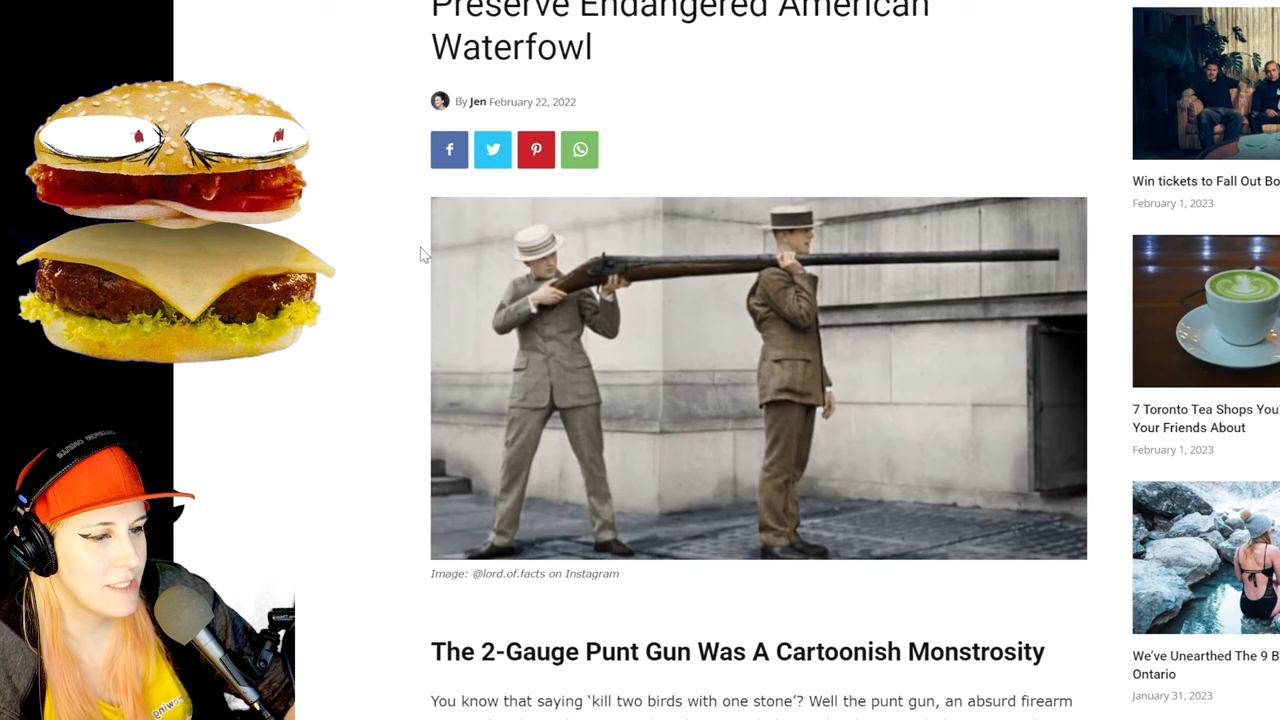 Preserve Endangered American
Waterfowl
By Jen February 22, 2022
Image: @lord.of.facts on Instagram
The 2-Gauge Punt Gun Was A Cartoonish Monstrosity
You know that saying ‘kill two birds with one stone’? Well the punt gun, an absurd firearm
Win tickets to Fall Out Bo
February 1, 2023
7 Toronto Tea Shops You
Your Friends About
February 1, 2023
We’ve Unearthed The 9 B
Ontario
January 31, 2023